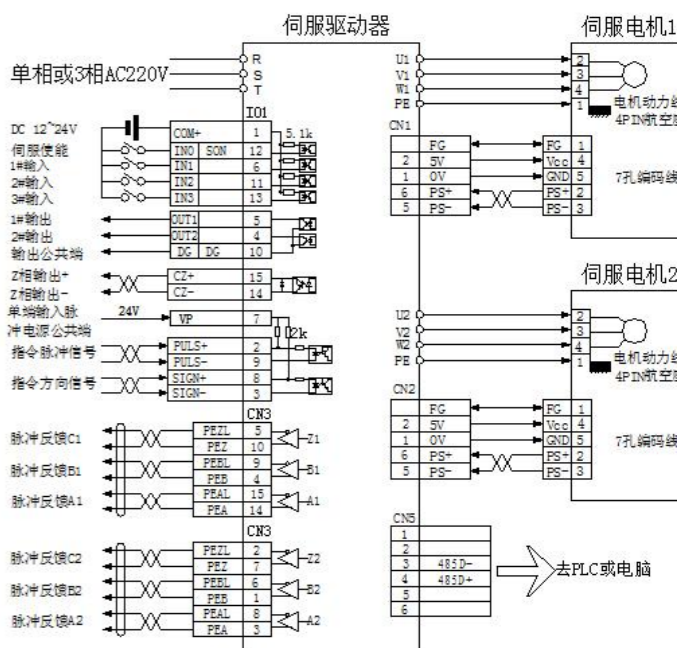 伺服驱动器
伺服电机1
单相或3相AC220V
R
S
T
U1
V1
W1
PE
2
3
4
1
电机动力线
4PIN航空
IO1
DC 12~24V
COM+ 1 5.1k
伺服使能 IN0 SON 12
1#输入 IN1 6
2#输入 IN2 11
3#输入 IN3 13
1#输出 OUT1 5
2#输出 OUT2 4
输出公共端 DG DG 10
Z相输出+ CZ+ 15
Z相输出- CZ- 14
单端输入脉 24V VP 7
冲电源公共端 2k
指令脉冲信号 PULS+ 2
PULS- 9
指令方向信号 SIGN+ 8
SIGN- 3
CN3
脉冲反馈C1 PEZL 5 Z1
PEZ 10
脉冲反馈B1 PEBL 9 B1
PEB 4
脉冲反馈A1 PEAL 15 A1
PEA 14
CN3
脉冲反馈C2 PEZL 2 Z2
PEZ 7
脉冲反馈B2 PEBL 6 B2
PEB 1
脉冲反馈A2 PEAL 8 A2
PEA 3
CN1
FG FG 1
2 5V Vcc 4
1 0V GND 5
6 PS+ PS+ 2
5 PS- PS- 3
7孔编码线
伺服电机2
U2
V2
W2
PE
2
3
4
1
电机动力线
4PIN航空
CN2
FG FG 1
2 5V Vcc 4
1 0V GND 5
6 PS+ PS+ 2
5 PS- PS- 3
7孔编码线
CN5
1
2
3 485D-
4 485D+
5
6
去PLC或电脑